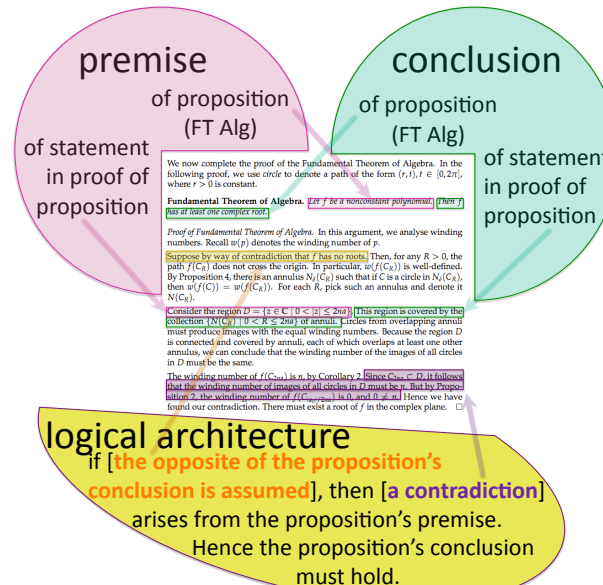 premise
conclusion
of proposition
(FT Alg)
of proposition
(FT Alg)
of statement
in proof of
proposition
of statement
in proof of
proposition
We now complete the proof of the Fundamental Theorem of Algebra. In the
following proof, we use circle to denote a path of the form (r, t), t ∈ [0, 2π],
where r > 0 is constant.
Fundamental Theorem of Algebra. Let f be a nonconstant polynomial. Then f
has at least one complex root.
Proof of Fundamental Theorem of Algebra. In this argument, we analyse winding
numbers. Recall w(p) denotes the winding number of p.
Suppose by way of contradiction that f has no roots. Then, for any R > 0, the
path f(C_R) does not cross the origin. In particular, w(f(C_R)) is well-defined.
By Proposition 4, there is an annulus N_δ(C_R) such that if C is a circle in N_δ(C_R),
then w(f(C)) = w(f(C_R)). For each R, pick such an annulus and denote it
N(C_R).
Consider the region D = {z ∈ C | 0 < |z| ≤ 2na}. This region is covered by the
collection {N(C_R) | 0 < R ≤ 2na} of annuli. Circles from overlapping annuli
must produce images with the equal winding numbers. Because the region D
is connected and covered by annuli, each of which overlaps at least one other
annulus, we can conclude that the winding number of the images of all circles
in D must be the same.
The winding number of f(C_2na) is n, by Corollary 2. Since C_2na ⊂ D, it follows
that the winding number of images of all circles in D must be n. But by Propo
sition 2, the winding number of f(C is 0, and 0 ≠ n. Hence we have
found our contradiction. There must exist a root of f in the complex plane. □
logical architecture
if [the opposite of the proposition's
conclusion is assumed], then [a contradiction]
arises from the proposition's premise.
Hence the proposition's conclusion
must hold.